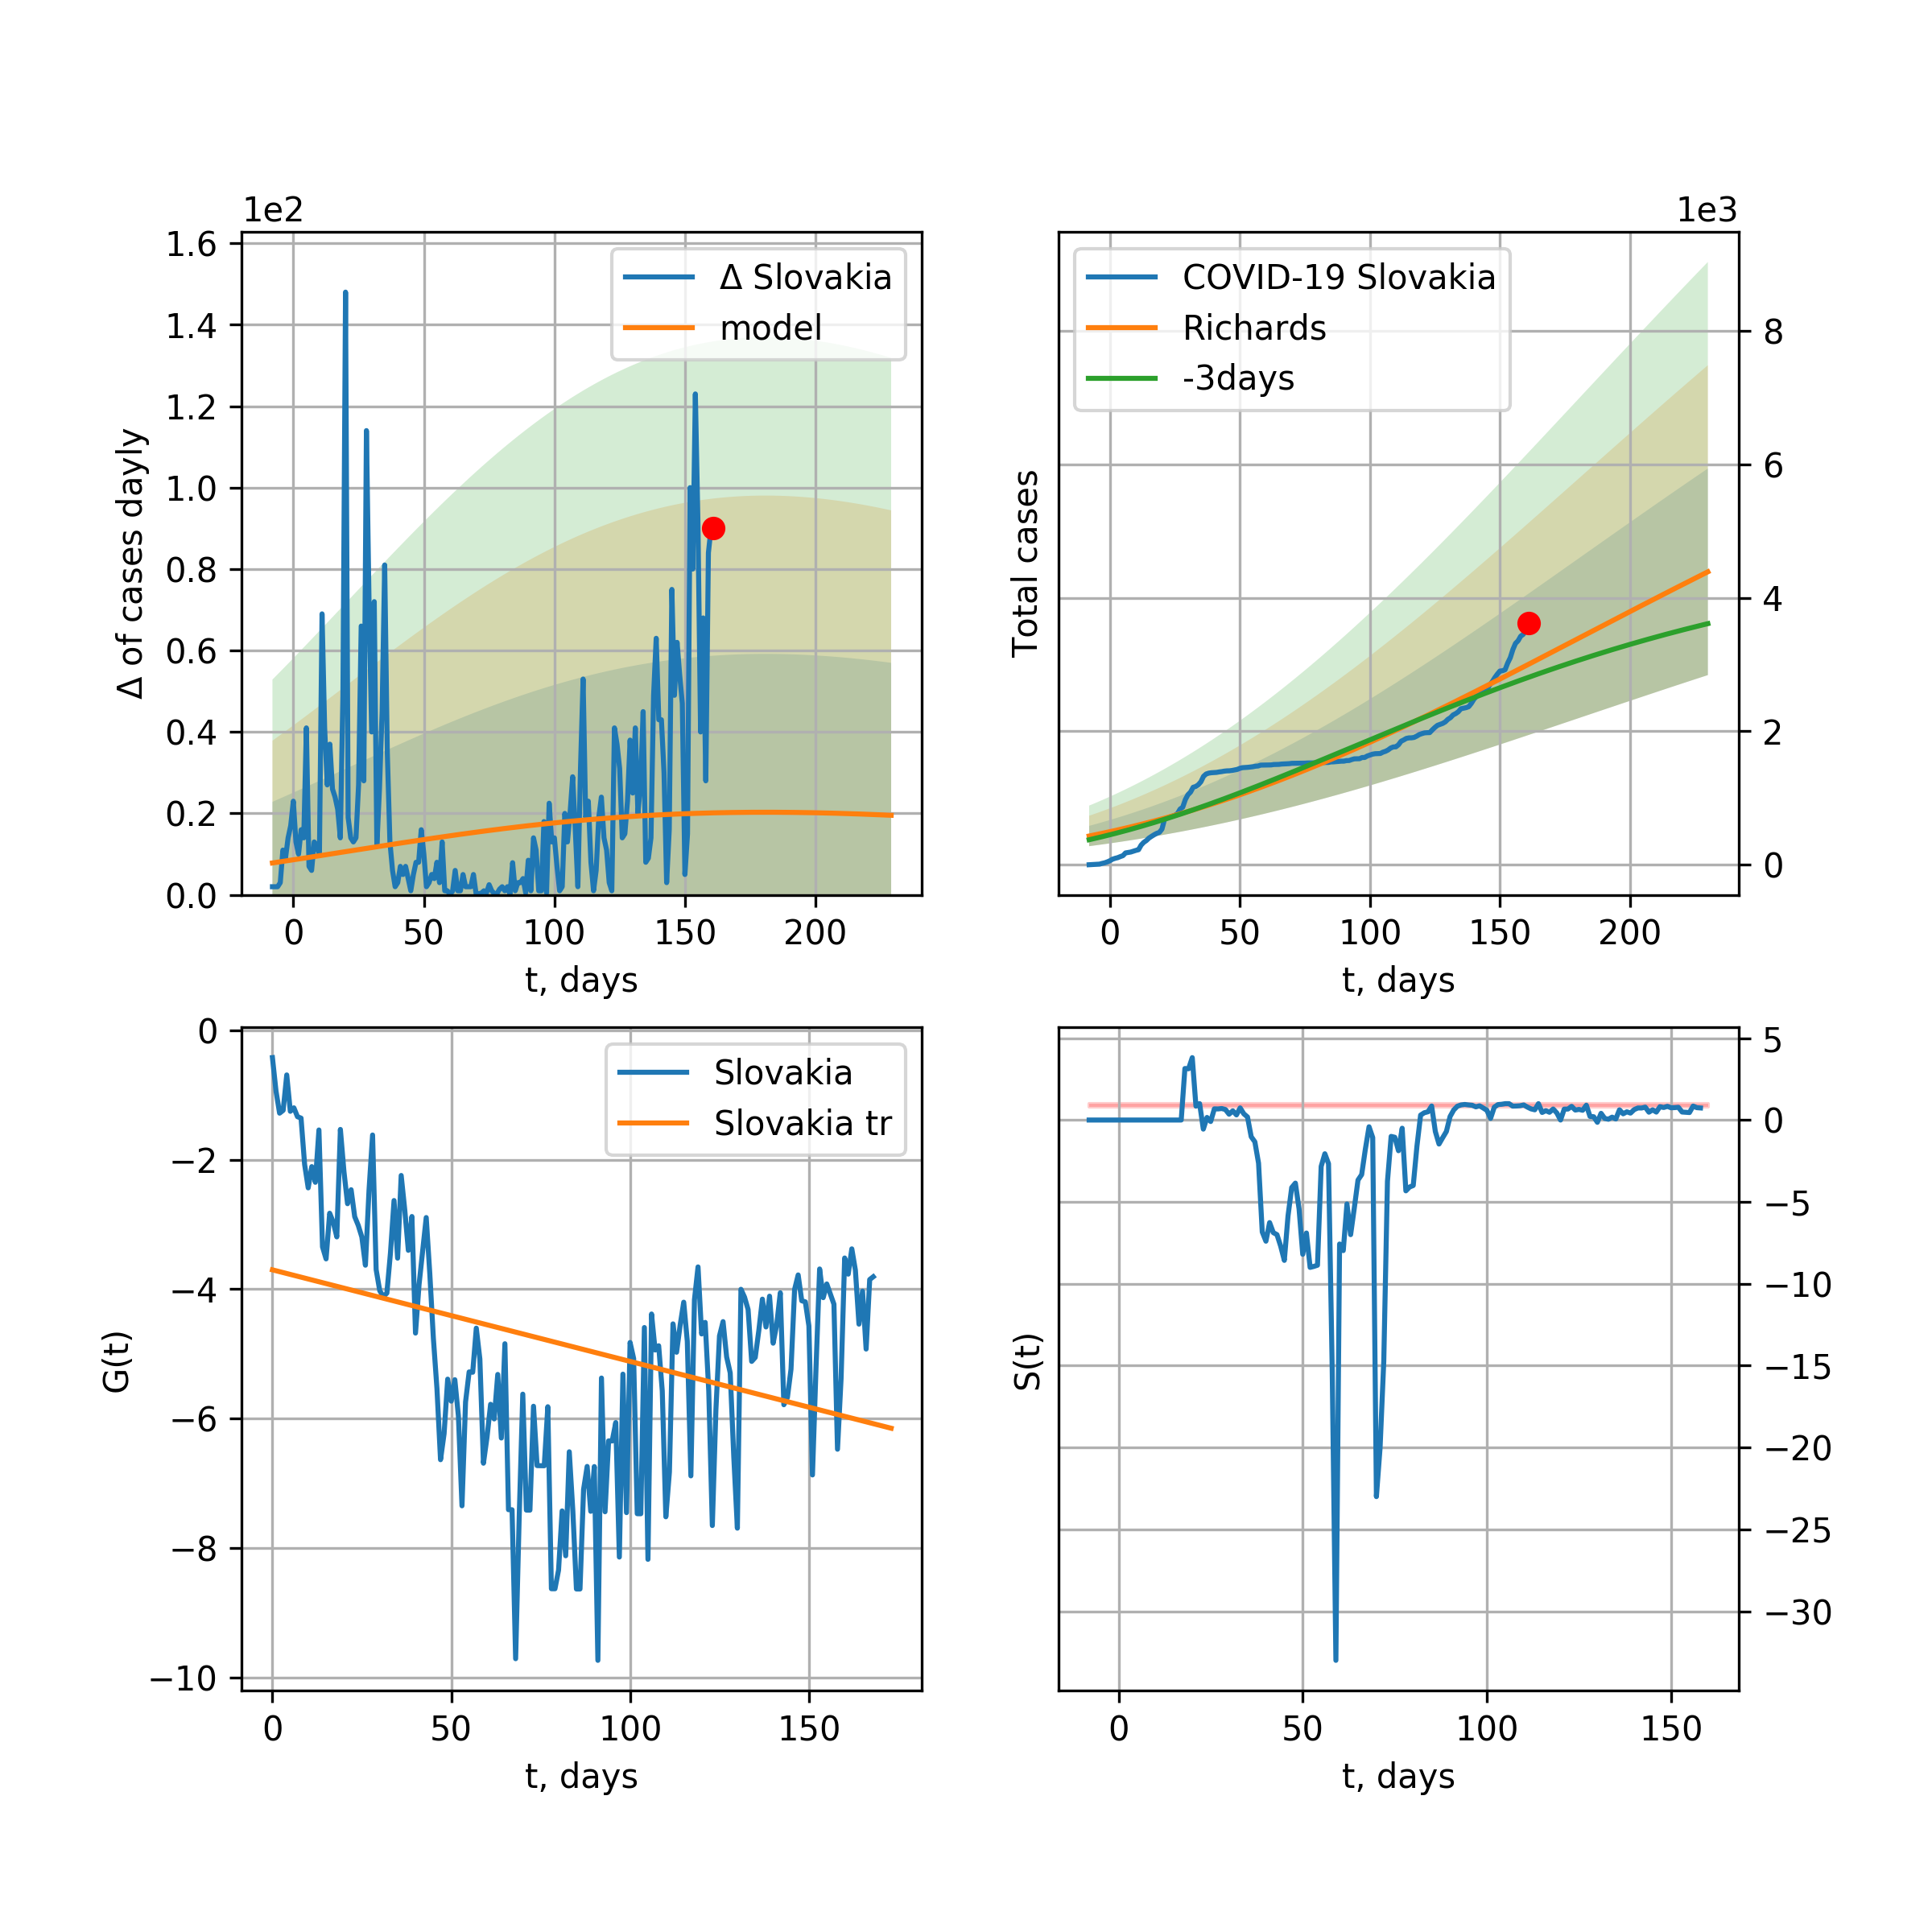 1e2
1.6
1.4
1.2
1.0
0.8
0.6
0.4
0.2
0.0
Δ of cases dayly
Δ Slovakia
model
0 50 100 150 200
t, days
1e3
COVID-19 Slovakia
Richards
-3days
Total cases
8
6
4
2
0
0 50 100 150 200
t, days
0
−2
−4
−6
−8
−10
G(t)
Slovakia
Slovakia tr
0 50 100 150
t, days
S(t)
5
0
−5
−10
−15
−20
−25
−30
0 50 100 150
t, days